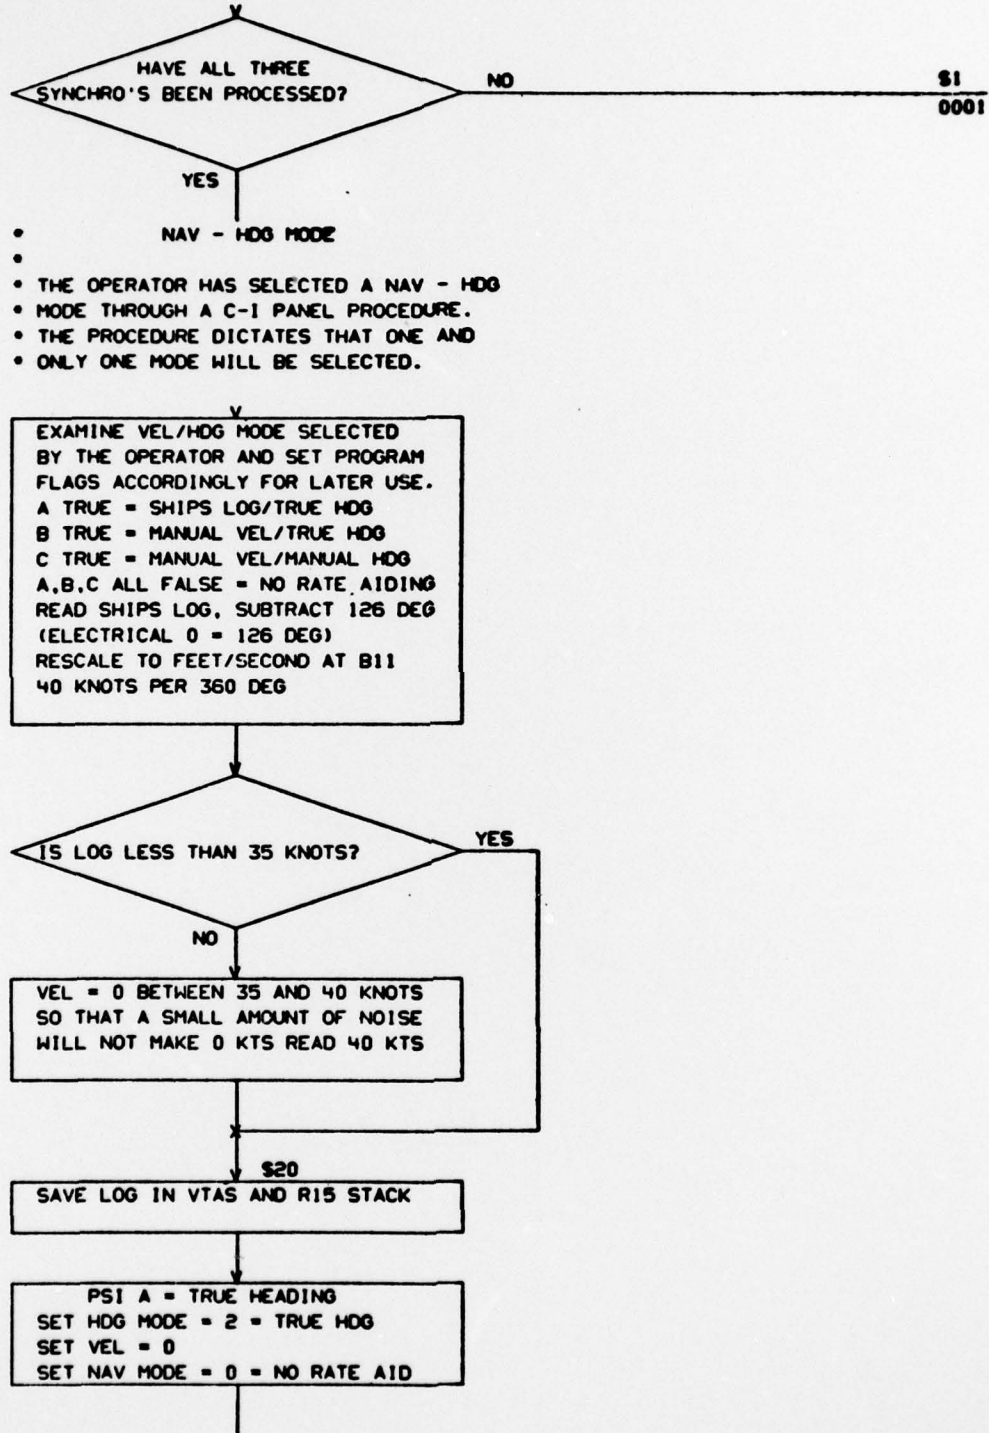 HAVE ALL THREE
SYNCHRO'S BEEN PROCESSED?
NO
$1
0001
YES
* NAV - HDG MODE
*
* THE OPERATOR HAS SELECTED A NAV - HDG
* MODE THROUGH A C-I PANEL PROCEDURE.
* THE PROCEDURE DICTATES THAT ONE AND
* ONLY ONE MODE WILL BE SELECTED.
EXAMINE VEL/HDG MODE SELECTED
BY THE OPERATOR AND SET PROGRAM
FLAGS ACCORDINGLY FOR LATER USE.
A TRUE = SHIPS LOG/TRUE HDG
B TRUE = MANUAL VEL/TRUE HDG
C TRUE = MANUAL VEL/MANUAL HDG
A,B,C ALL FALSE = NO RATE AIDING
READ SHIPS LOG, SUBTRACT 126 DEG
(ELECTRICAL 0 = 126 DEG)
RESCALE TO FEET/SECOND AT B11
40 KNOTS PER 360 DEG
IS LOG LESS THAN 35 KNOTS?
YES
NO
VEL = 0 BETWEEN 35 AND 40 KNOTS
SO THAT A SMALL AMOUNT OF NOISE
WILL NOT MAKE 0 KTS READ 40 KTS
$20
SAVE LOG IN VTAS AND R15 STACK
PSI A = TRUE HEADING
SET HDG MODE = 2 = TRUE HDG
SET VEL = 0
SET NAV MODE = 0 = NO RATE AID